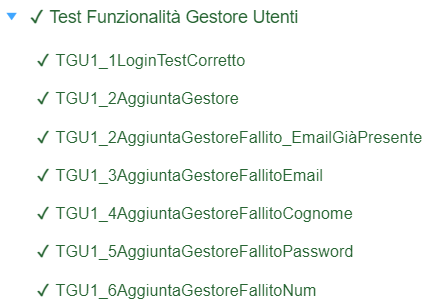 ✓ Test Funzionalità Gestore Utenti
✓ TGU1_1LoginTestCorretto
✓ TGU1_2AggiuntaGestore
✓ TGU1_2AggiuntaGestoreFallito_EmailGiàPresente
✓ TGU1_3AggiuntaGestoreFallitoEmail
✓ TGU1_4AggiuntaGestoreFallitoCognome
✓ TGU1_5AggiuntaGestoreFallitoPassword
✓ TGU1_6AggiuntaGestoreFallitoNum